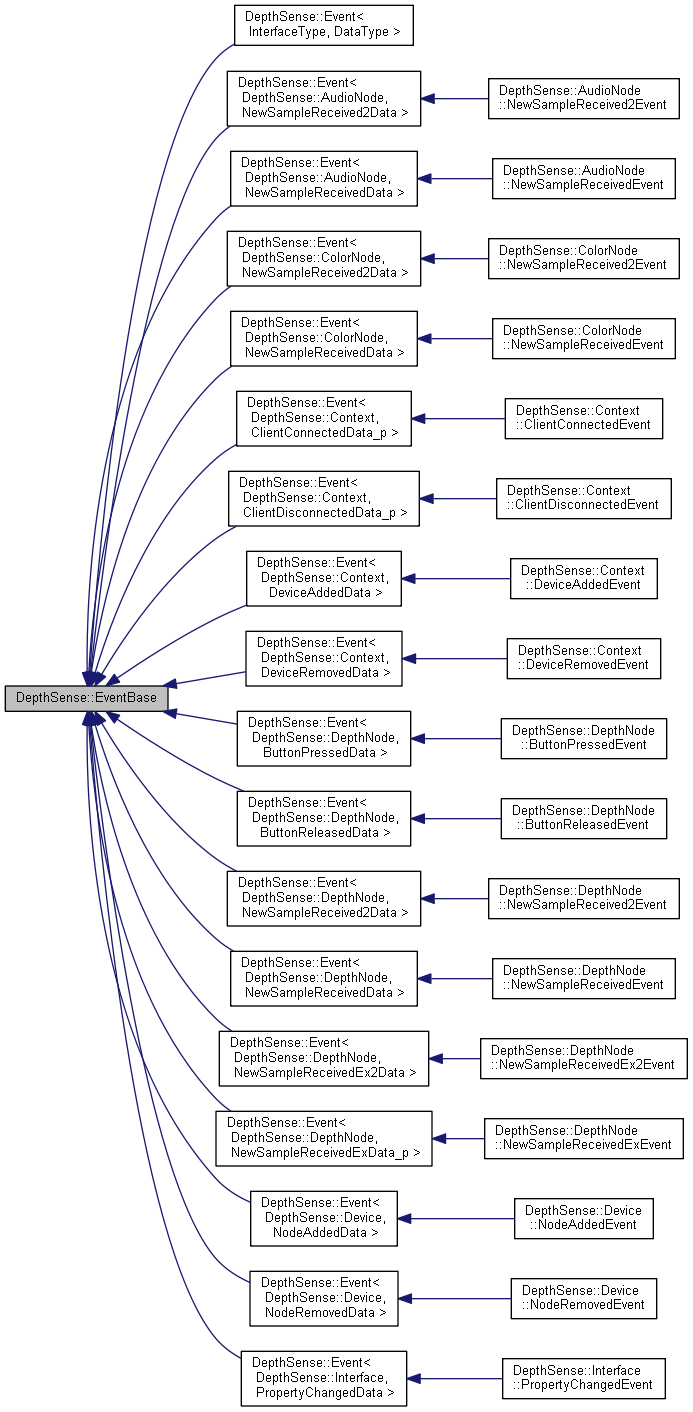 DepthSense::Event<
InterfaceType, DataType >
DepthSense::Event<
DepthSense::AudioNode,
NewSampleReceived2Data >
DepthSense::AudioNode
::NewSampleReceived2Event
DepthSense::Event<
DepthSense::AudioNode,
NewSampleReceivedData >
DepthSense::AudioNode
::NewSampleReceivedEvent
DepthSense::Event<
DepthSense::ColorNode,
NewSampleReceived2Data >
DepthSense::ColorNode
::NewSampleReceived2Event
DepthSense::Event<
DepthSense::ColorNode,
NewSampleReceivedData >
DepthSense::ColorNode
::NewSampleReceivedEvent
DepthSense::Event<
DepthSense::Context,
ClientConnectedData_p >
DepthSense::Context
::ClientConnectedEvent
DepthSense::Event<
DepthSense::Context,
ClientDisconnectedData_p >
DepthSense::Context
::ClientDisconnectedEvent
DepthSense::Event<
DepthSense::Context,
DeviceAddedData >
DepthSense::Context
::DeviceAddedEvent
DepthSense::Event<
DepthSense::Context,
DeviceRemovedData >
DepthSense::Context
::DeviceRemovedEvent
DepthSense::EventBase
DepthSense::Event<
DepthSense::DepthNode,
ButtonPressedData >
DepthSense::DepthNode
::ButtonPressedEvent
DepthSense::Event<
DepthSense::DepthNode,
ButtonReleasedData >
DepthSense::DepthNode
::ButtonReleasedEvent
DepthSense::Event<
DepthSense::DepthNode,
NewSampleReceived2Data >
DepthSense::DepthNode
::NewSampleReceived2Event
DepthSense::Event<
DepthSense::DepthNode,
NewSampleReceivedData >
DepthSense::DepthNode
::NewSampleReceivedEvent
DepthSense::Event<
DepthSense::DepthNode,
NewSampleReceivedEx2Data >
DepthSense::DepthNode
::NewSampleReceivedEx2Event
DepthSense::Event<
DepthSense::DepthNode,
NewSampleReceivedExData_p >
DepthSense::DepthNode
::NewSampleReceivedExEvent
DepthSense::Event<
DepthSense::Device,
NodeAddedData >
DepthSense::Device
::NodeAddedEvent
DepthSense::Event<
DepthSense::Device,
NodeRemovedData >
DepthSense::Device
::NodeRemovedEvent
DepthSense::Event<
DepthSense::Interface,
PropertyChangedData >
DepthSense::Interface
::PropertyChangedEvent